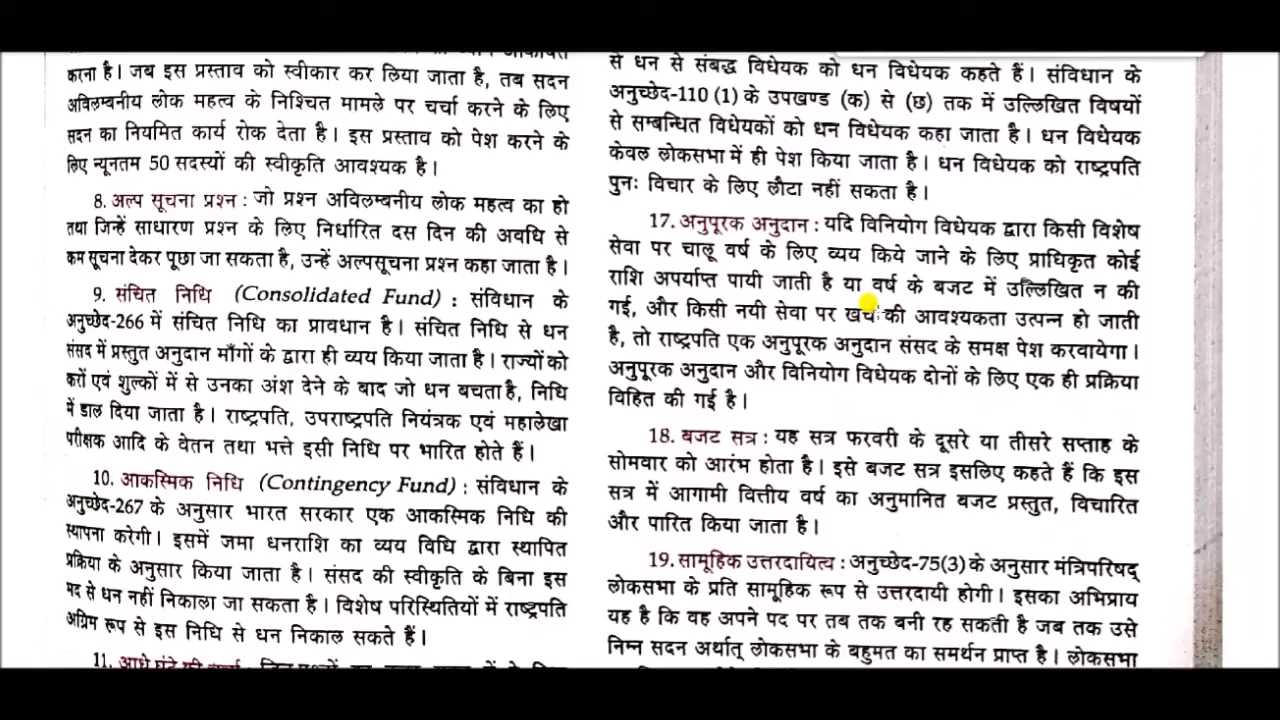 करना है। जब इस प्रस्ताव को स्वीकार कर लिया जाता है, तब सदन
अविलम्बनीय लोक महत्व के निश्चित मामले पर चर्चा करने के लिए
सदन का नियमित कार्य रोक देता है। इस प्रस्ताव को पेश करने के
लिए न्यूनतम 50 सदस्यों की स्वीकृति आवश्यक है।
8. अल्प सूचना प्रश्न : जो प्रश्न अविलम्बनीय लोक महत्व का हो
तथा जिन्हें साधारण प्रश्न के लिए निर्धारित दस दिन की अवधि से
कम सूचना देकर पूछा जा सकता है, उन्हें अल्पसूचना प्रश्न कहा जाता है।
9. संचित निधि (Consolidated Fund) : संविधान के
अनुच्छेद-266 में संचित निधि का प्रावधान है। संचित निधि से धन
संसद में प्रस्तुत अनुदान माँगों के द्वारा ही व्यय किया जाता है। राज्यों को
करों एवं शुल्कों में से उनका अंश देने के बाद जो धन बचता है, निधि
में डाल दिया जाता है। राष्ट्रपति, उपराष्ट्रपति नियंत्रक एवं महालेखा
परीक्षक आदि के वेतन तथा भत्ते इसी निधि पर भारित होते हैं।
10. आकस्मिक निधि (Contingency Fund) : संविधान के
अनुच्छेद-267 के अनुसार भारत सरकार एक आकस्मिक निधि की
स्थापना करेगी। इसमें जमा धनराशि का व्यय विधि द्वारा स्थापित
प्रक्रिया के अनुसार किया जाता है। संसद की स्वीकृति के बिना इस
मद से धन नहीं निकाला जा सकता है। विशेष परिस्थितियों में राष्ट्रपति
अग्रिम रूप से इस निधि से धन निकाल सकते हैं।
11. आधे घंटे की
से धन से संबद्ध विधेयक को धन विधेयक कहते हैं। संविधान के
अनुच्छेद-110 (1) के उपखण्ड (क) से (छ) तक में उल्लिखित विषयों
से सम्बन्धित विधेयकों को धन विधेयक कहा जाता है। धन विधेयक
केवल लोकसभा में ही पेश किया जाता है। धन विधेयक को राष्ट्रपति
पुनः विचार के लिए लौटा नहीं सकता है।
17. अनुपूरक अनुदान : यदि विनियोग विधेयक द्वारा किसी विशेष
सेवा पर चालू वर्ष के लिए व्यय किये जाने के लिए प्राधिकृत कोई
राशि अपर्याप्त पायी जाती है या वर्ष के बजट में उल्लिखित न की
गई, और किसी नयी सेवा पर खर्च की आवश्यकता उत्पन्न हो जाती
है, तो राष्ट्रपति एक अनुपूरक अनुदान संसद के समक्ष पेश करवायेगा।
अनुपूरक अनुदान और विनियोग विधेयक दोनों के लिए एक ही प्रक्रिया
विहित की गई है।
18. बजट सत्र : यह सत्र फरवरी के दूसरे या तीसरे सप्ताह के
सोमवार को आरंभ होता है। इसे बजट सत्र इसलिए कहते हैं कि इस
सत्र में आगामी वित्तीय वर्ष का अनुमानित बजट प्रस्तुत, विचारित
और पारित किया जाता है।
19. सामूहिक उत्तरदायित्व : अनुच्छेद-75(3) के अनुसार मंत्रिपरिषद्
लोकसभा के प्रति सामूहिक रूप से उत्तरदायी होगी। इसका अभिप्राय
यह है कि वह अपने पद पर तब तक बनी रह सकती है जब तक उसे
निम्न सदन अर्थात् लोकसभा के बहुमत का समर्थन प्राप्त है। लोकसभा